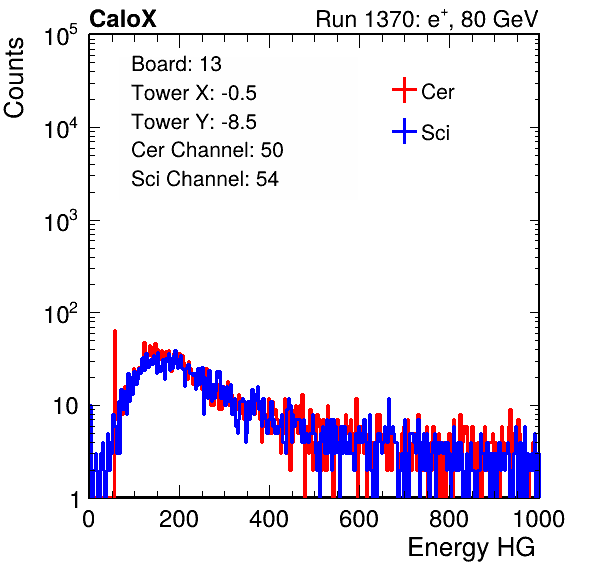 CaloX Run 1370: e⁺, 80 GeV
Counts
Board: 13
Tower X: -0.5
Tower Y: -8.5
Cer Channel: 50
Sci Channel: 54
Cer
Sci
10⁵
10⁴
10³
10²
10
1
0 200 400 600 800 1000
Energy HG